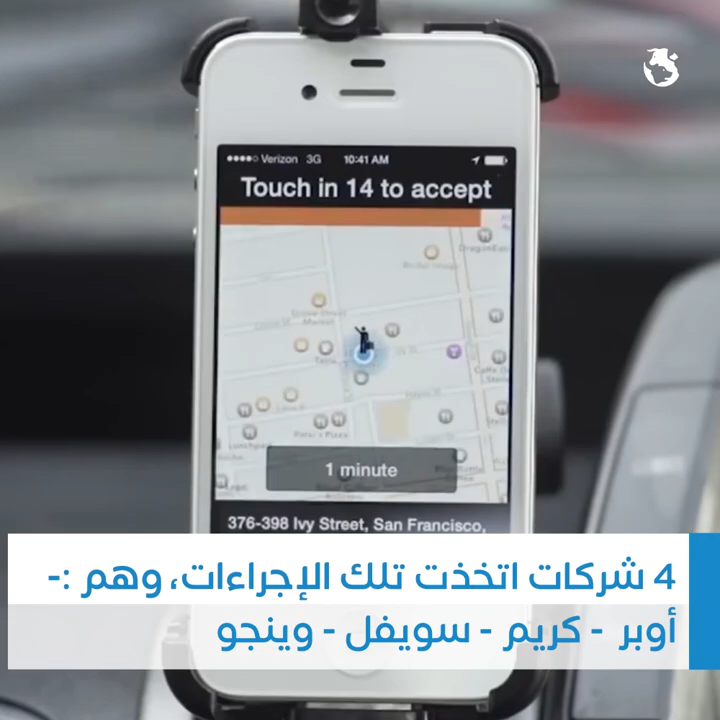 Verizon 3G 10:41 AM
Touch in 14 to accept
1 minute
376-398 Ivy Street, San Francisco,
4 شركات اتخذت تلك الإجراءات، وهم :-
أوبر - كريم - سويفل - وينجو